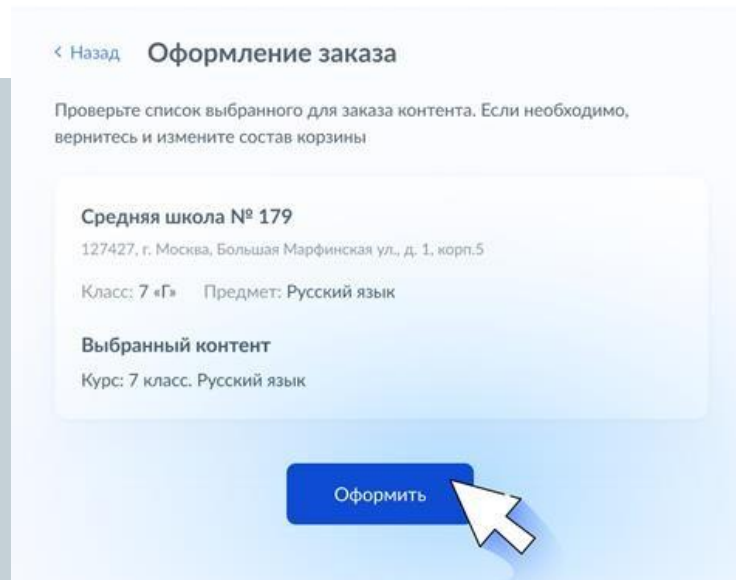 < Назад Оформление заказа
Проверьте список выбранного для заказа контента. Если необходимо,
вернитесь и измените состав корзины
Средняя школа № 179
127427, г. Москва, Большая Марфинская ул., д. 1, корп.5
Класс: 7 «Г» Предмет: Русский язык
Выбранный контент
Курс: 7 класс. Русский язык
Оформить